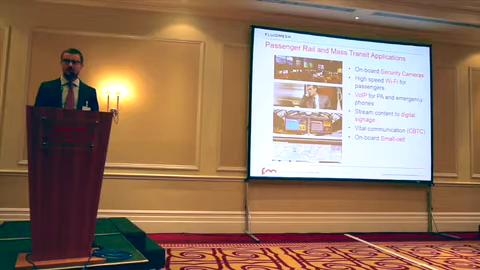 FLUIDMESH
Passenger Rail and Mass Transit Applications
• On-board Security Cameras
• High speed Wi-Fi for
passengers
• VoIP for PA and emergency
phones
• Stream content to digital
signage
• Vital communication (CBTC)
• On-board Small-cell
fm